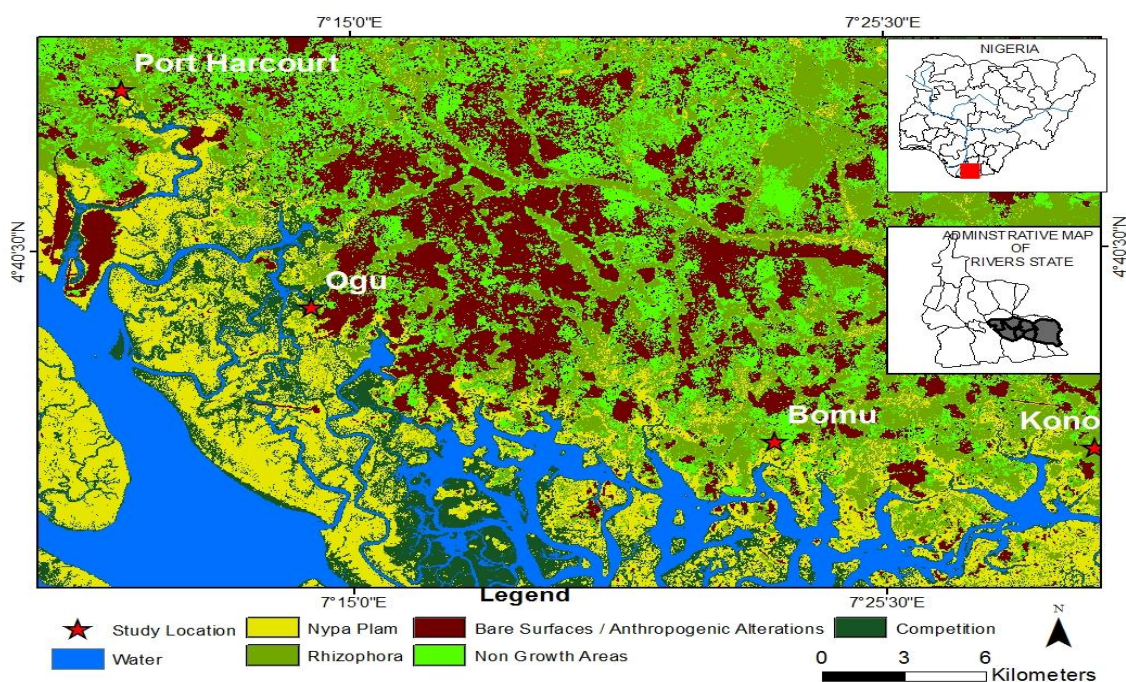 7°15'0"E
7°25'30"E
Port Harcourt
NIGERIA
4°40'30"N
4°40'30"N
ADMINSTRATIVE MAP
OF
RIVERS STATE
Ogu
Bomu
Kono
7°15'0"E
7°25'30"E
Legend
Study Location
Nypa Plam
Bare Surfaces / Anthropogenic Alterations
Competition
N
Water
Rhizophora
Non Growth Areas
0 3 6
Kilometers